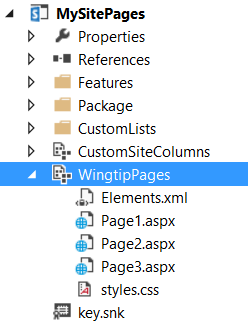 MySitePages
Properties
References
Features
Package
CustomLists
CustomSiteColumns
WingtipPages
Elements.xml
Page1.aspx
Page2.aspx
Page3.aspx
styles.css
key.snk